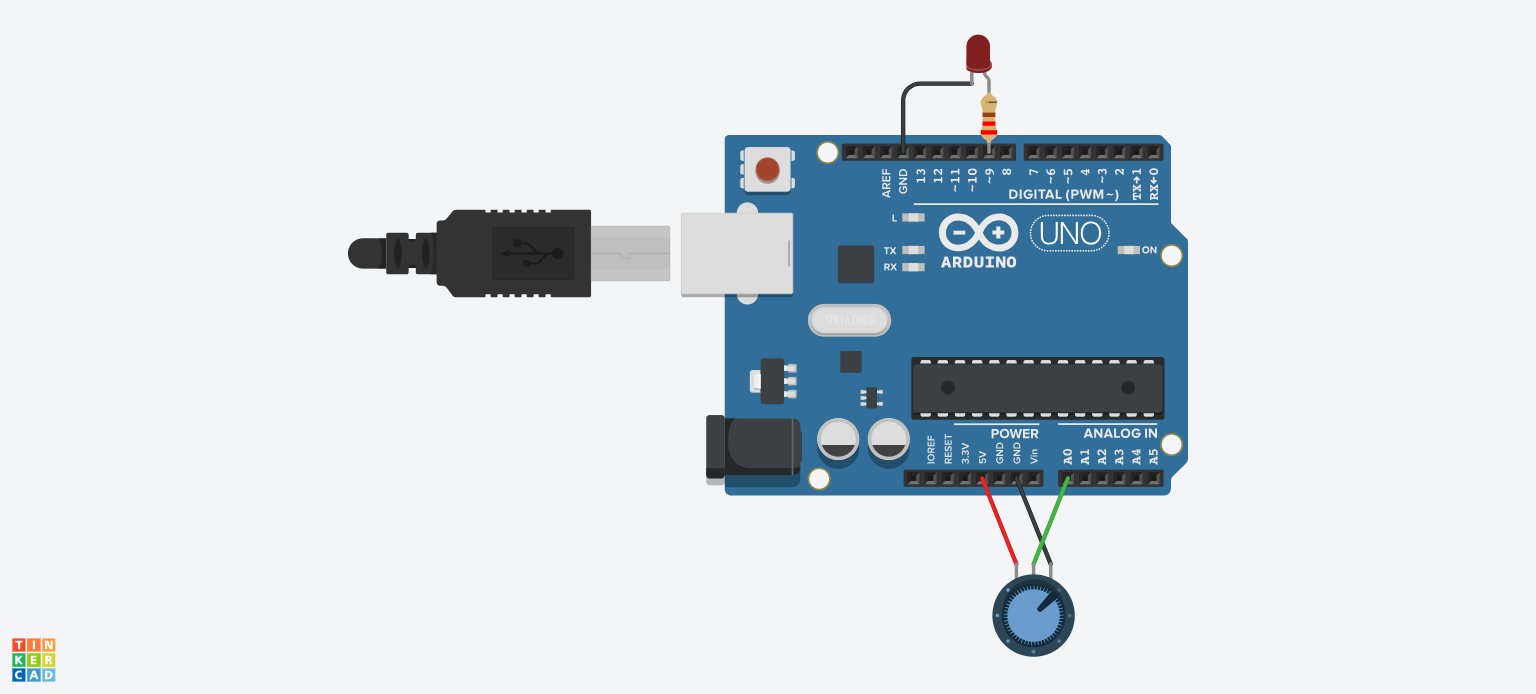 AREF
GND
13
12
~11
~10
~9
8
7
~6
~5
4
~3
2
TX→1
RX←0
DIGITAL (PWM~)
L
TX
RX
ARDUINO
UNO
ON
POWER
ANALOG IN
IOREF
RESET
3.3V
5V
GND
GND
Vin
A0
A1
A2
A3
A4
A5
TIN
KER
CAD